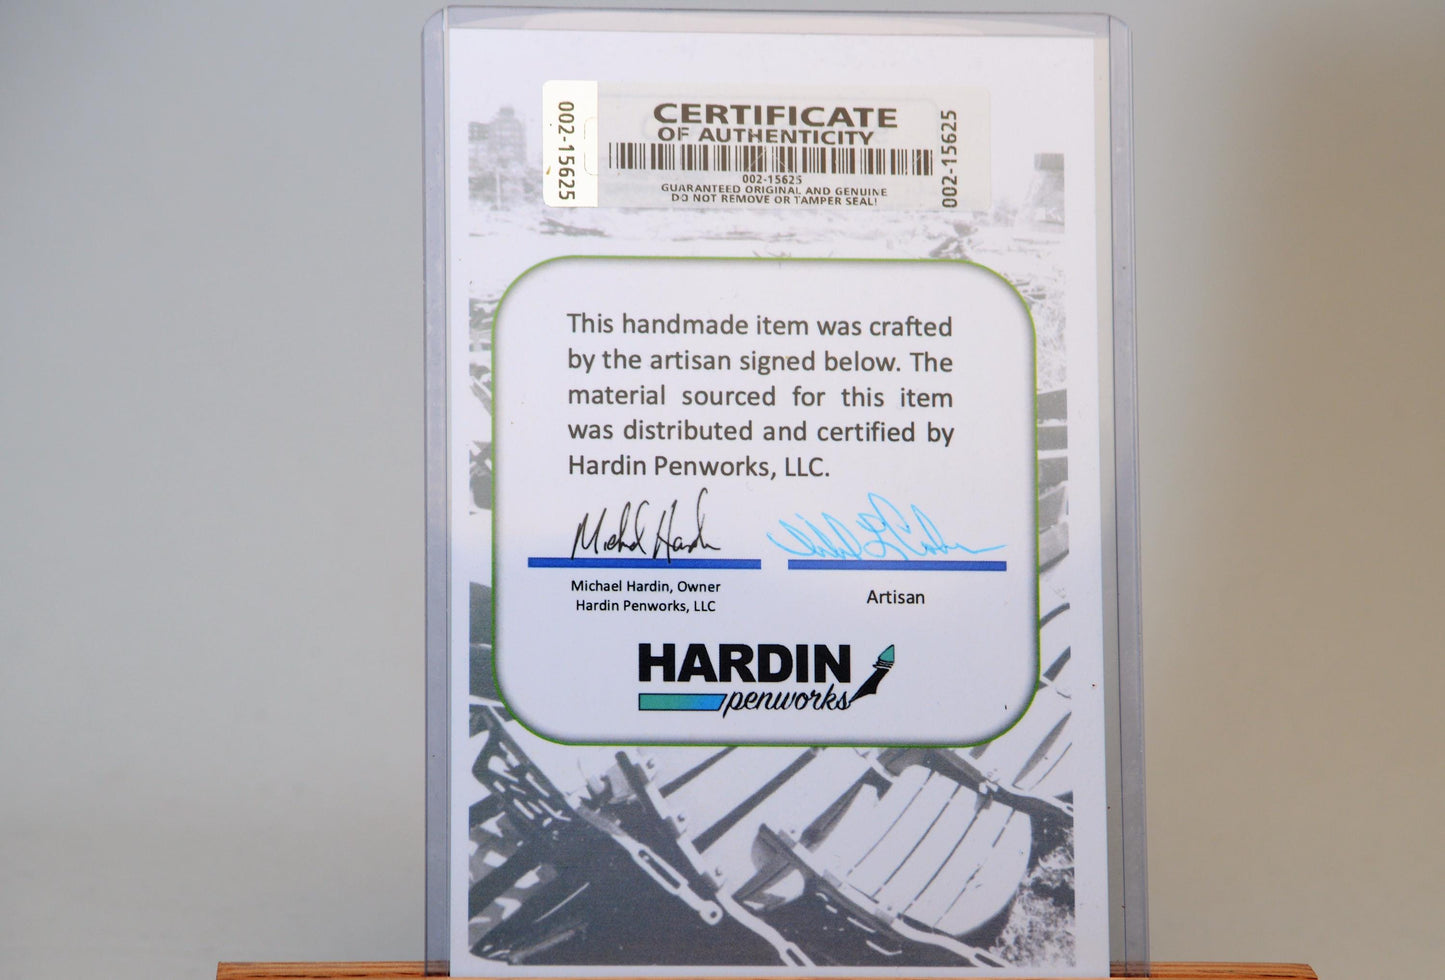 002-15625
CERTIFICATE
OF AUTHENTICITY
002-15625
GUARANTEED ORIGINAL AND GENUINE
DO NOT REMOVE OR TAMPER SEAL!
002-15625
This handmade item was crafted
by the artisan signed below. The
material sourced for this item
was distributed and certified by
Hardin Penworks, LLC.
Michael Hardin
Michael Hardin, Owner
Hardin Penworks, LLC
Artisan
HARDIN
penworks